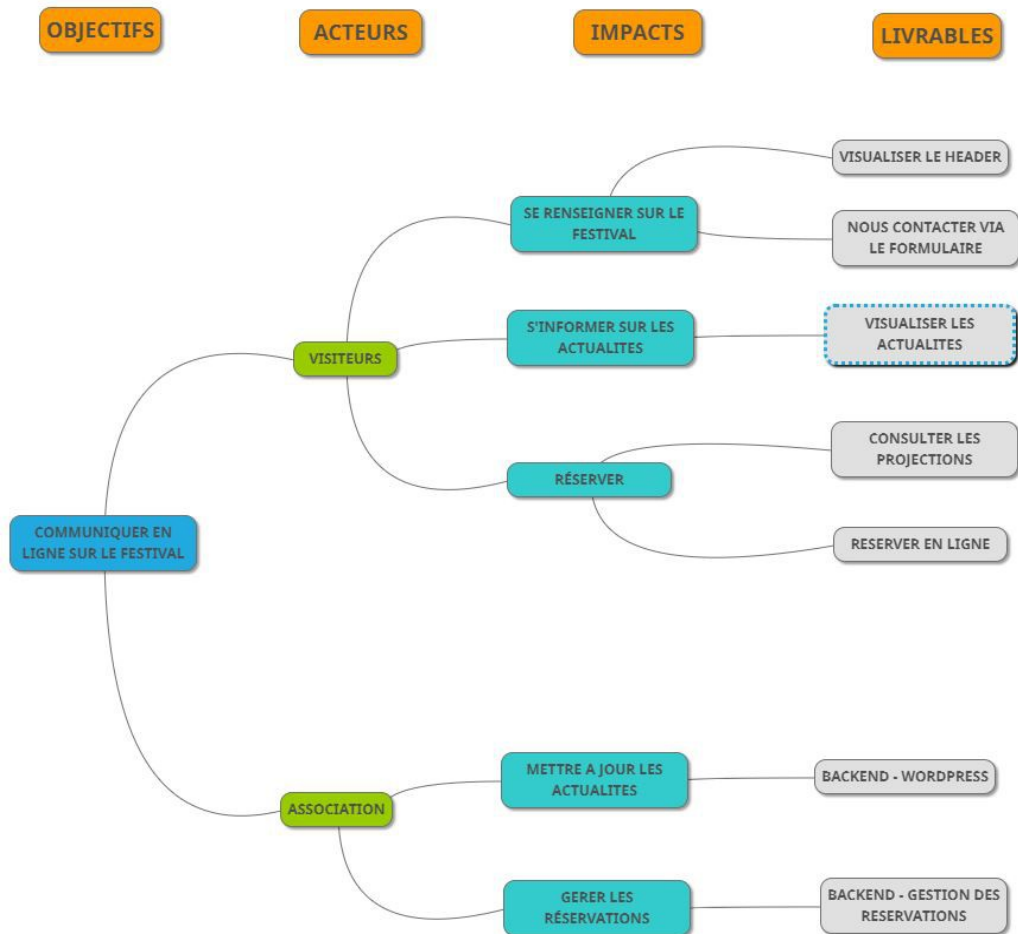 OBJECTIFS
ACTEURS
IMPACTS
LIVRABLES
VISUALISER LE HEADER
SE RENSEIGNER SUR LE
FESTIVAL
NOUS CONTACTER VIA
LE FORMULAIRE
S'INFORMER SUR LES
ACTUALITES
VISUALISER LES
ACTUALITES
VISITEURS
CONSULTER LES
PROJECTIONS
RÉSERVER
RESERVER EN LIGNE
COMMUNIQUER EN
LIGNE SUR LE FESTIVAL
METTRE A JOUR LES
ACTUALITES
BACKEND - WORDPRESS
ASSOCIATION
GERER LES
RÉSERVATIONS
BACKEND - GESTION DES
RESERVATIONS